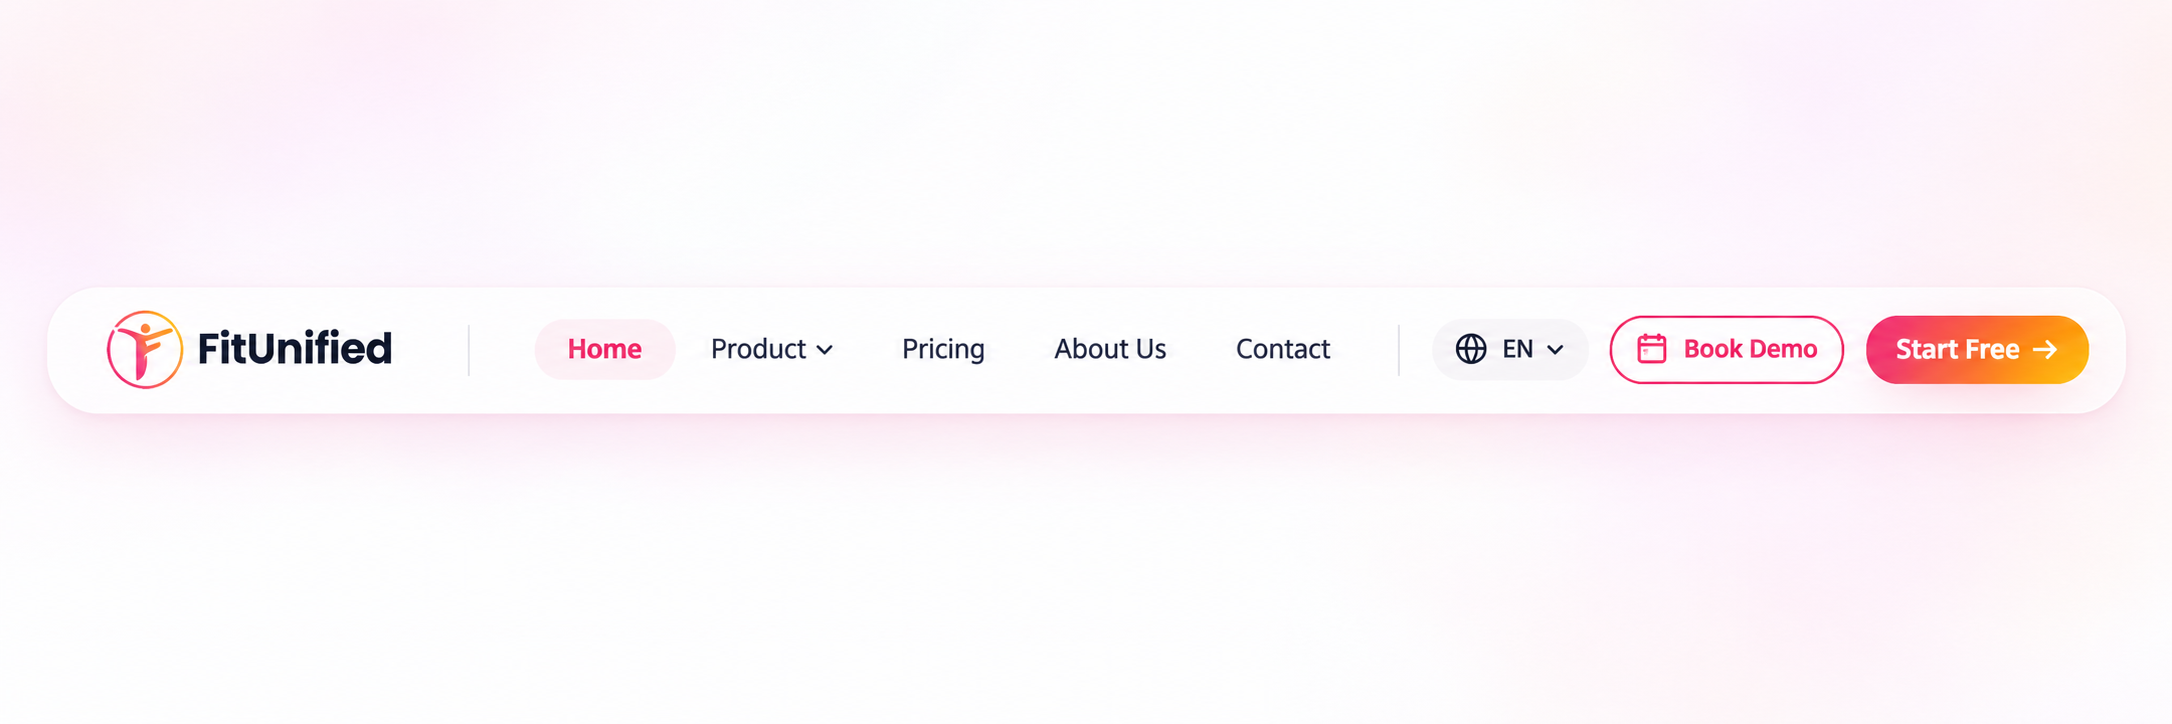 FitUnified
Home
Product
Pricing
About Us
Contact
EN
Book Demo
Start Free →